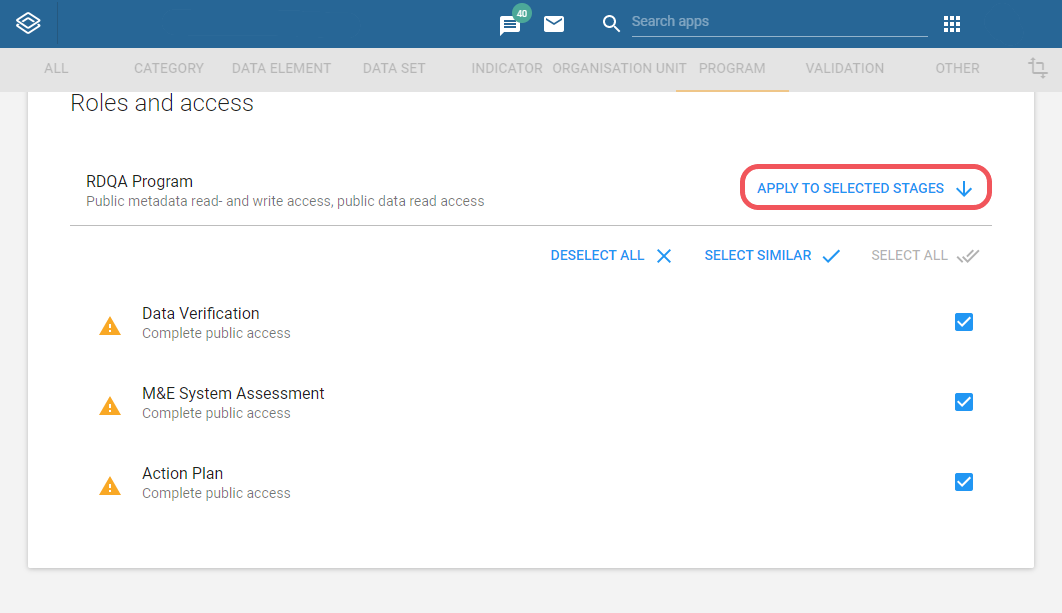 40
Search apps
ALL CATEGORY DATA ELEMENT DATA SET INDICATOR ORGANISATION UNIT PROGRAM VALIDATION OTHER
Roles and access
RDQA Program
Public metadata read- and write access, public data read access
APPLY TO SELECTED STAGES
DESELECT ALL SELECT SIMILAR SELECT ALL
Data Verification
Complete public access
M&E System Assessment
Complete public access
Action Plan
Complete public access